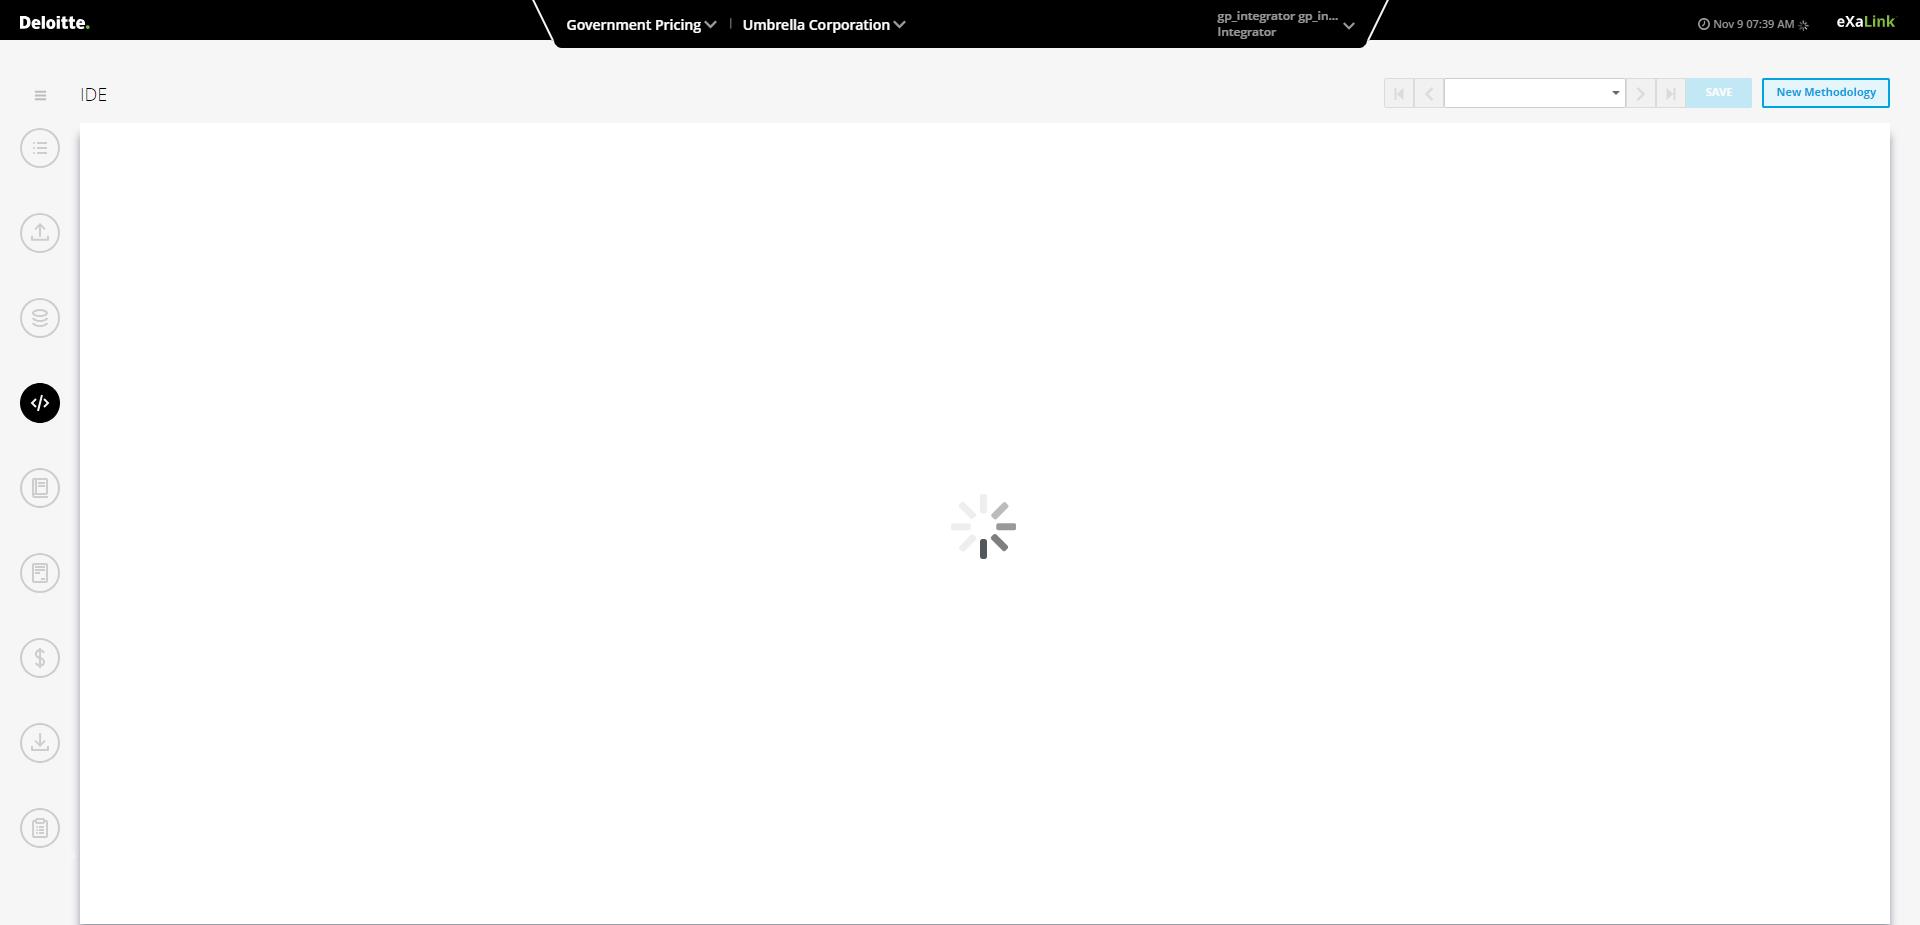 Deloitte.
Government Pricing
Umbrella Corporation
gp_integrator gp_in...
Integrator
Nov 9 07:39 AM
eXaLink
IDE
SAVE
New Methodology